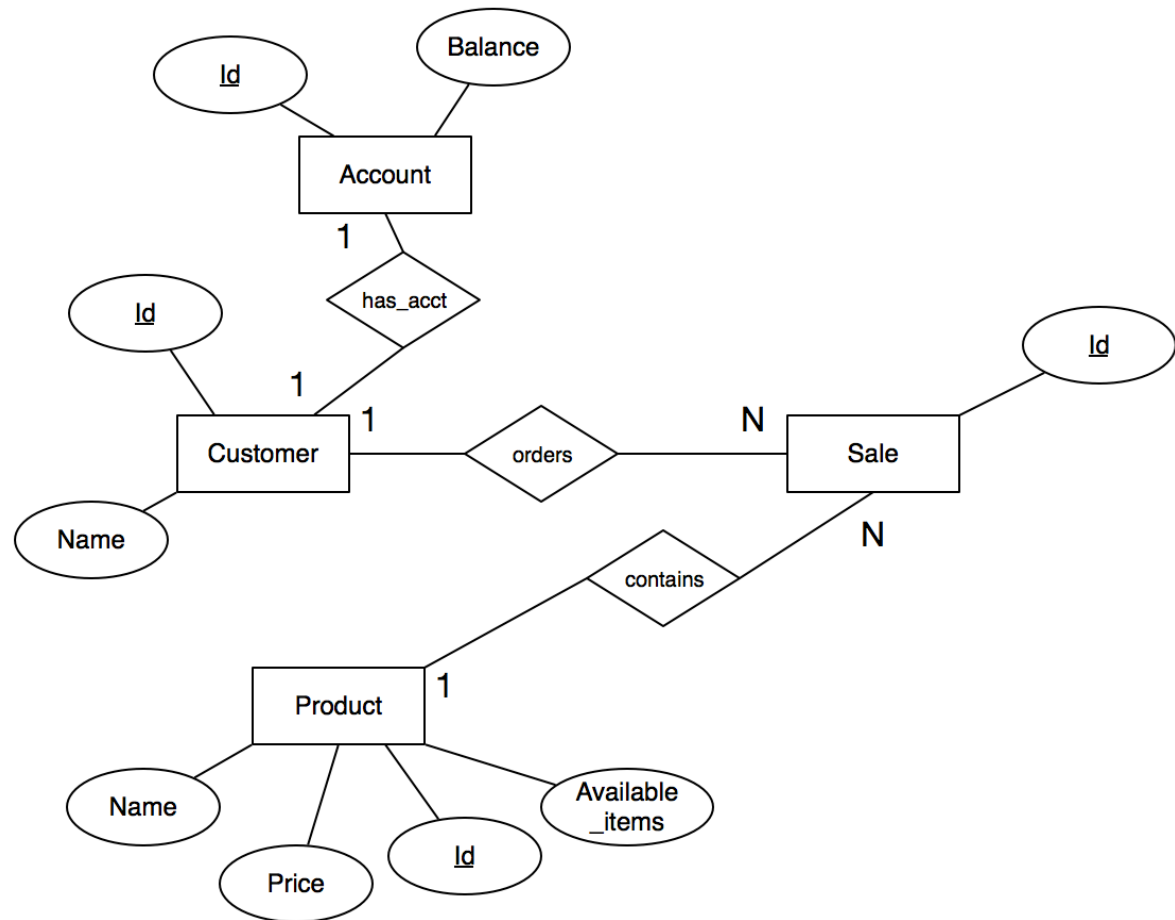 Balance
Id
Account
1
has_acct
Id
1
Id
1
N
Customer
orders
Sale
Name
N
contains
1
Product
Name
Available
_items
Id
Price